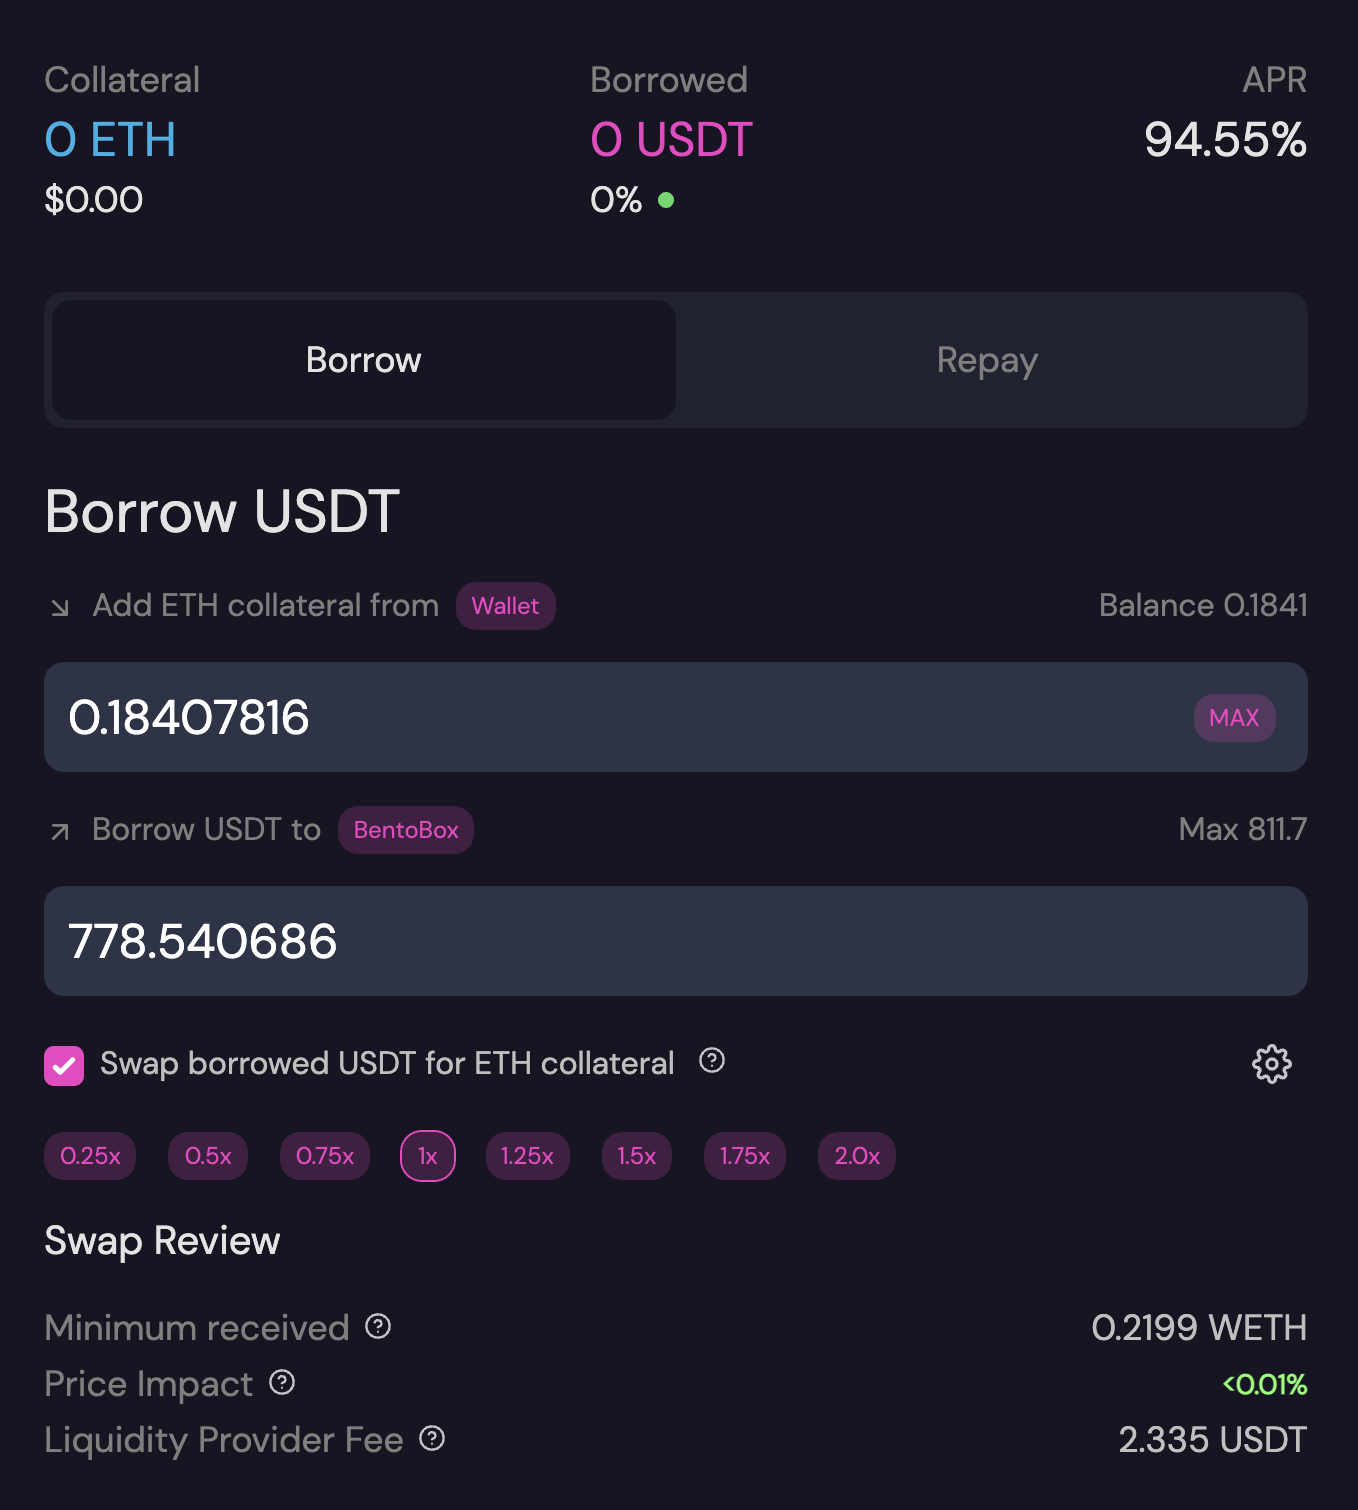 Collateral Borrowed APR
0 ETH 0 USDT 94.55%
$0.00 0%
Borrow Repay
Borrow USDT
Add ETH collateral from Wallet Balance 0.1841
0.18407816 MAX
Borrow USDT to BentoBox Max 811.7
778.540686
Swap borrowed USDT for ETH collateral ?
0.25x 0.5x 0.75x 1x 1.25x 1.5x 1.75x 2.0x
Swap Review
Minimum received ? 0.2199 WETH
Price Impact ? <0.01%
Liquidity Provider Fee ? 2.335 USDT